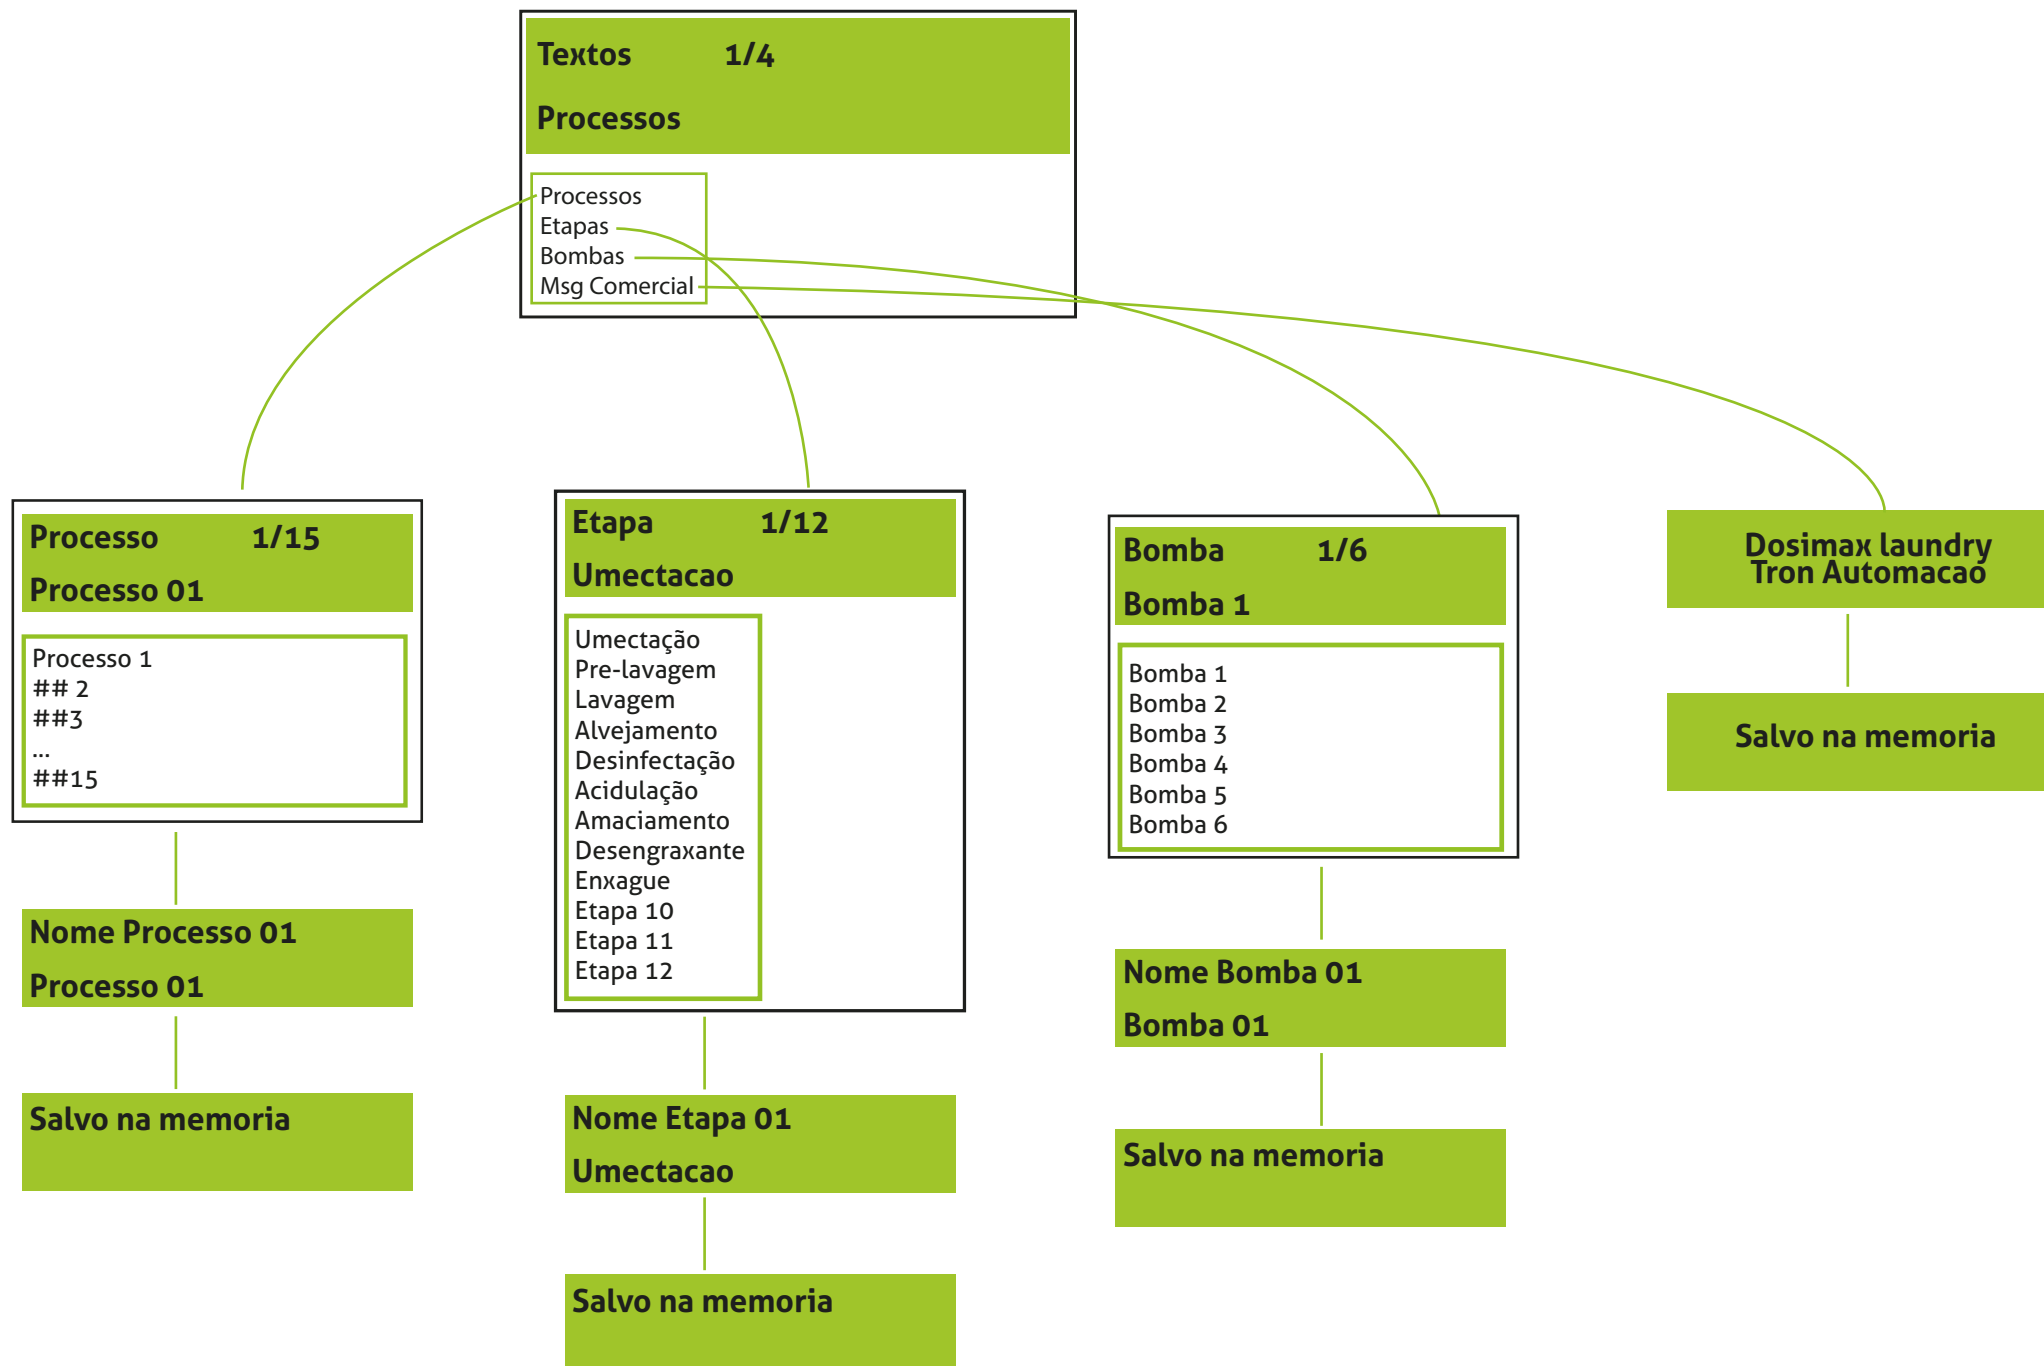 Textos 1/4
Processos
Processos
Etapas
Bombas
Msg Comercial
Processo 1/15
Processo 01
Processo 1
## 2
##3
...
##15
Nome Processo 01
Processo 01
Salvo na memoria
Etapa 1/12
Umectacao
Umectação
Pre-lavagem
Lavagem
Alvejamento
Desinfectação
Acidulação
Amaciamento
Desengraxante
Enxague
Etapa 10
Etapa 11
Etapa 12
Nome Etapa 01
Umectacao
Salvo na memoria
Bomba 1/6
Bomba 1
Bomba 1
Bomba 2
Bomba 3
Bomba 4
Bomba 5
Bomba 6
Nome Bomba 01
Bomba 01
Salvo na memoria
Dosimax laundry
Tron Automacao
Salvo na memoria